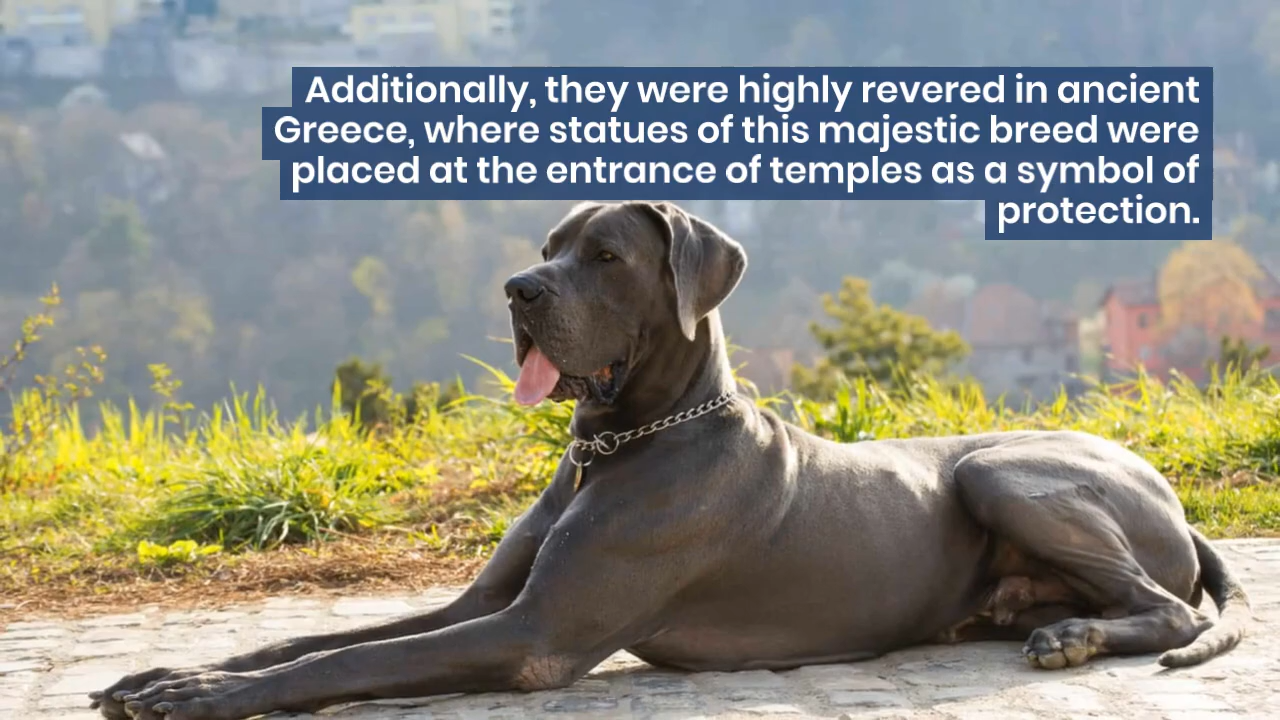 Additionally, they were highly revered in ancient
Greece, where statues of this majestic breed were
placed at the entrance of temples as a symbol of
protection.